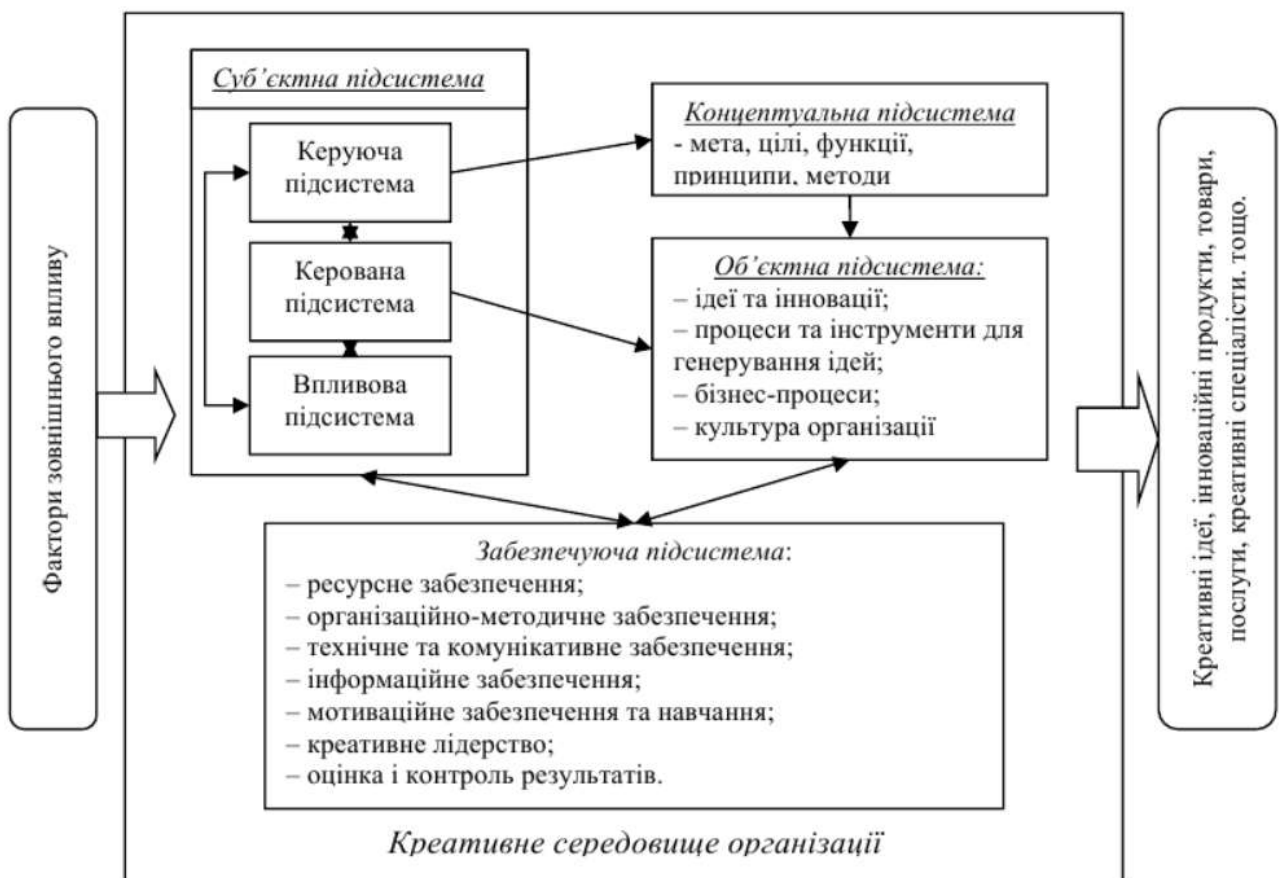 Фактори зовнішнього впливу
Суб’єктна підсистема
Керуюча
підсистема
Керована
підсистема
Впливова
підсистема
Концептуальна підсистема
- мета, цілі, функції,
принципи, методи
Об’єктна підсистема:
– ідеї та інновації;
– процеси та інструменти для
генерування ідей;
– бізнес-процеси;
– культура організації
Забезпечуюча підсистема:
– ресурсне забезпечення;
– організаційно-методичне забезпечення;
– технічне та комунікативне забезпечення;
– інформаційне забезпечення;
– мотиваційне забезпечення та навчання;
– креативне лідерство;
– оцінка і контроль результатів.
Креативне середовище організації
Креативні ідеї, інноваційні продукти, товари,
послуги, креативні спеціалісти. тощо.